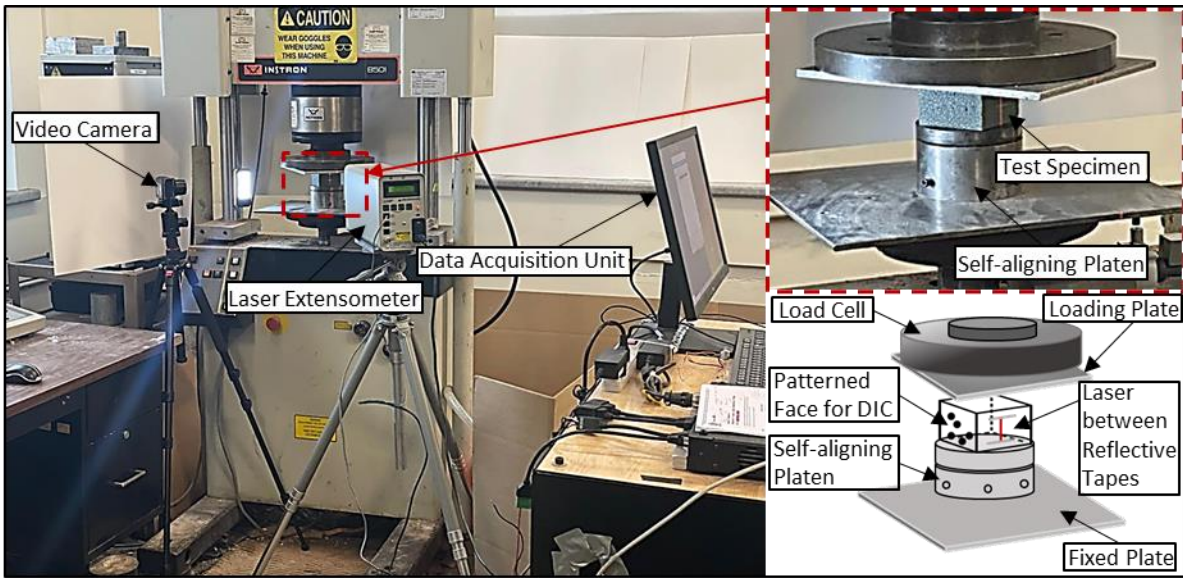 CAUTION
WEAR GOGGLES
WHEN USING
THIS MACHINE
INSTRON
8501
Video Camera
Laser Extensometer
Data Acquisition Unit
Test Specimen
Self-aligning Platen
Load Cell
Loading Plate
Patterned
Face for DIC
Self-aligning
Platen
Laser
between
Reflective
Tapes
Fixed Plate